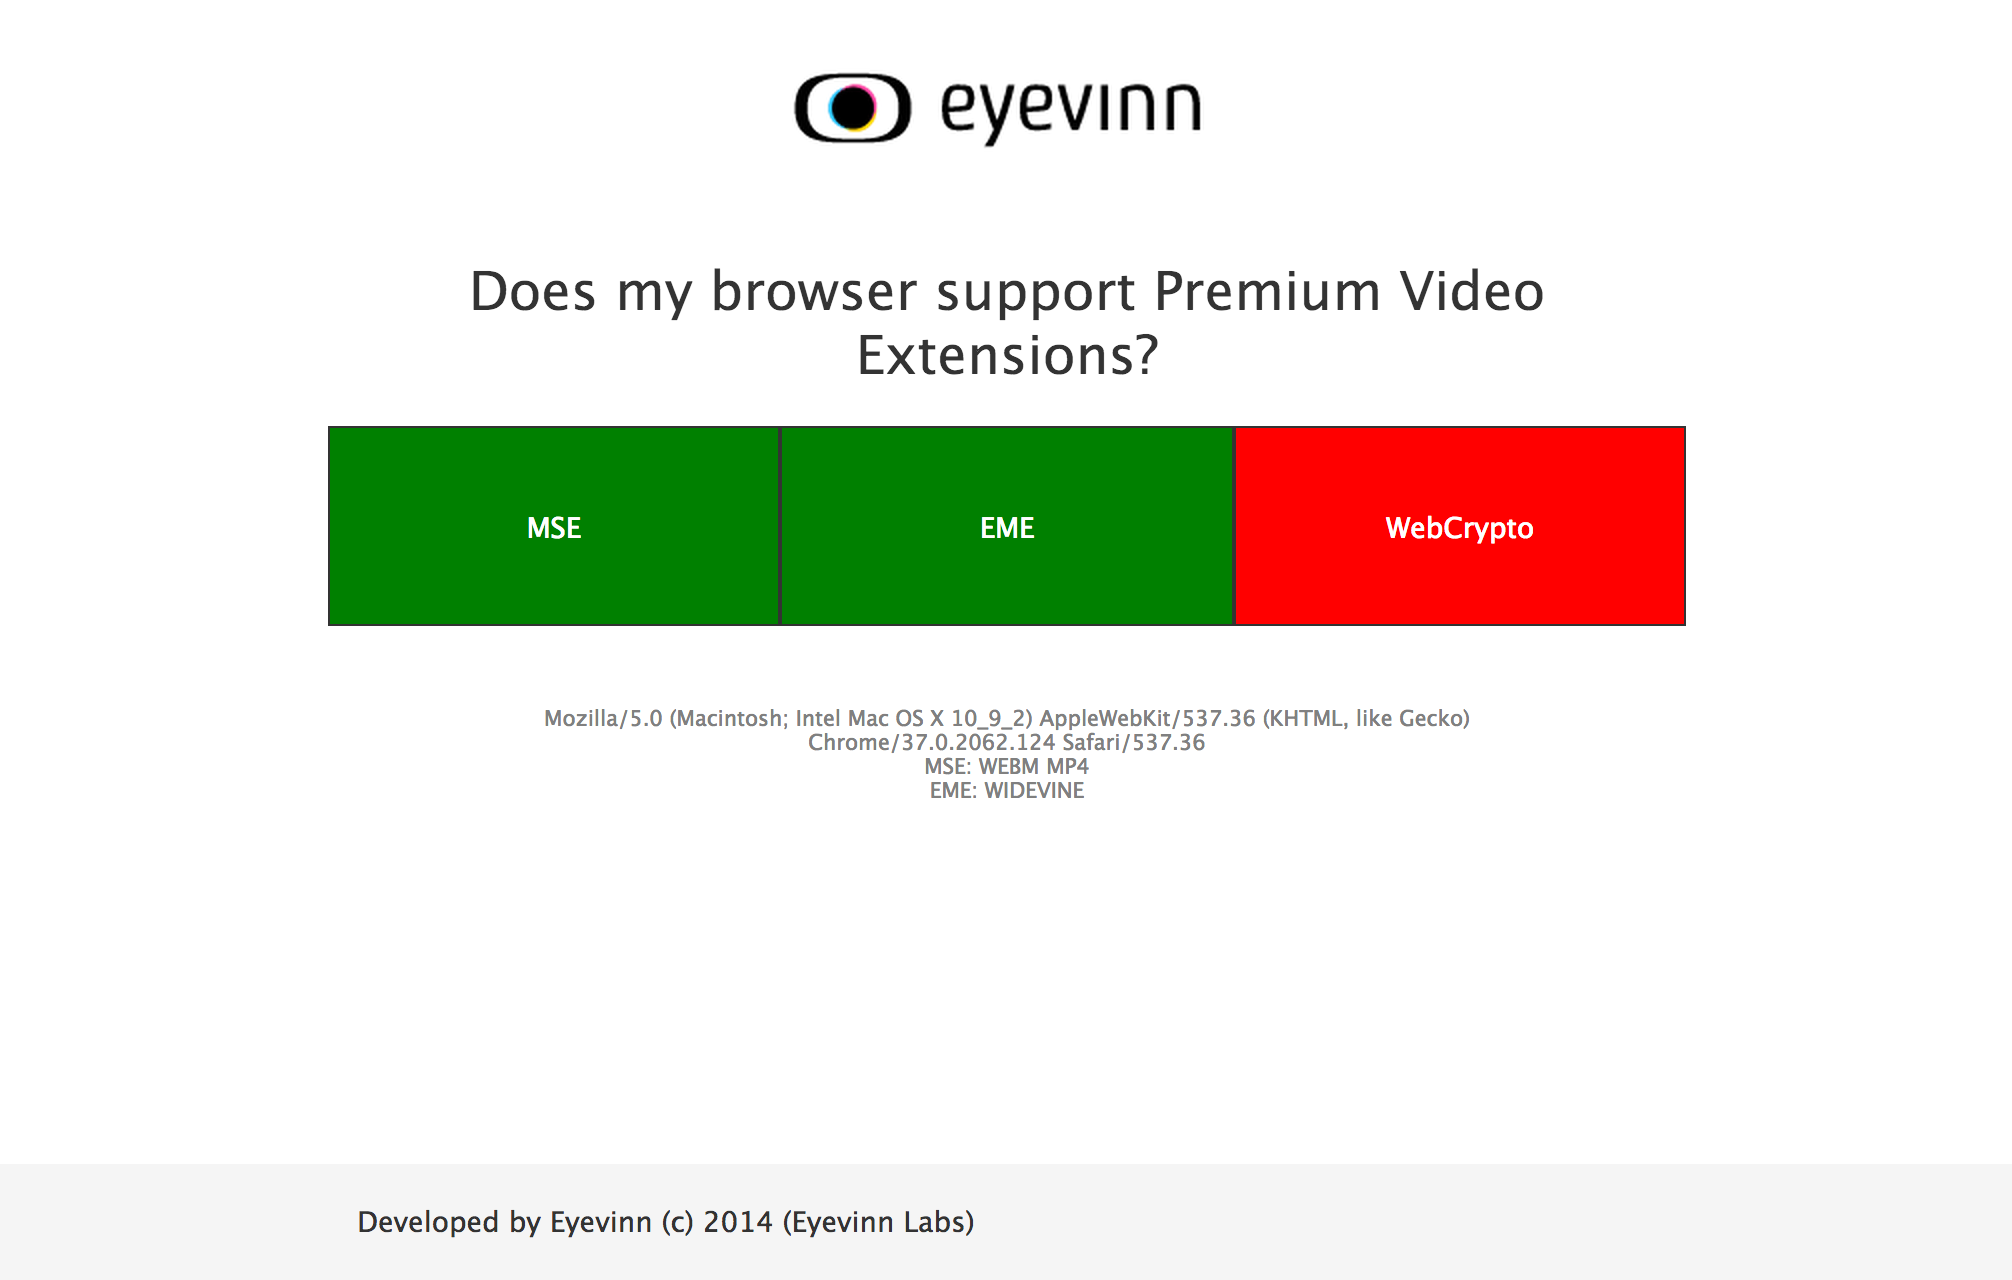 eyevinn
Does my browser support Premium Video
Extensions?
MSE
EME
WebCrypto
Mozilla/5.0 (Macintosh; Intel Mac OS X 10_9_2) AppleWebKit/537.36 (KHTML, like Gecko)
Chrome/37.0.2062.124 Safari/537.36
MSE: WEBM MP4
EME: WIDEVINE
Developed by Eyevinn (c) 2014 (Eyevinn Labs)